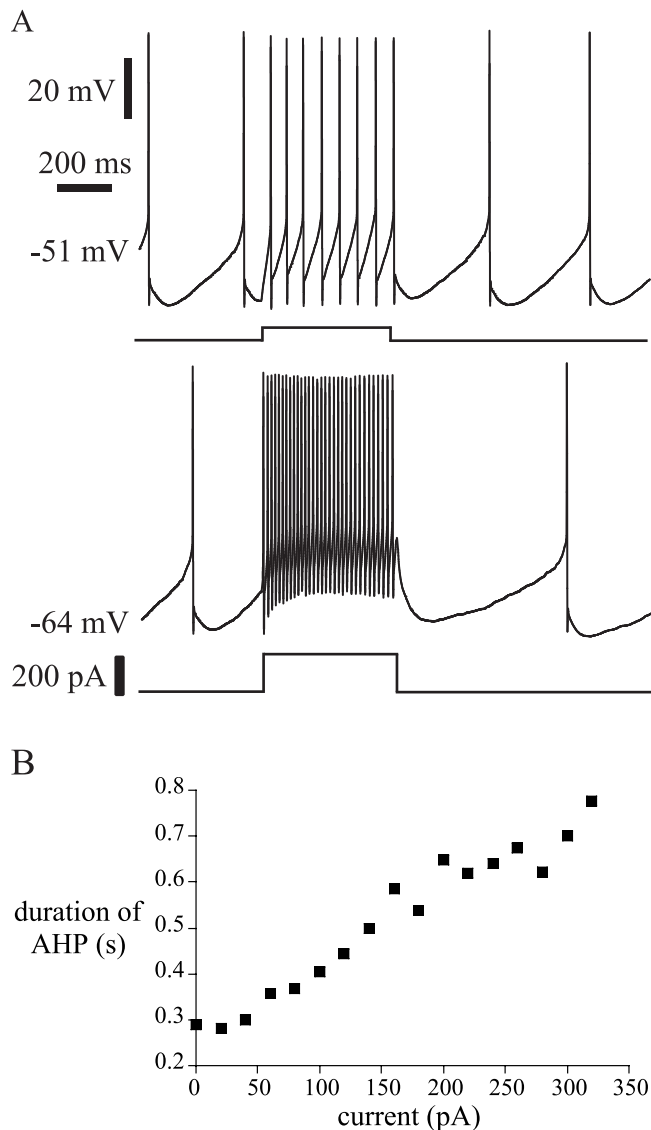 A
20 mV
200 ms
-51 mV
-64 mV
200 pA
B
0.8
0.7
0.6
0.5
0.4
0.3
0.2
duration of
AHP (s)
0 50 100 150 200 250 300 350
current (pA)